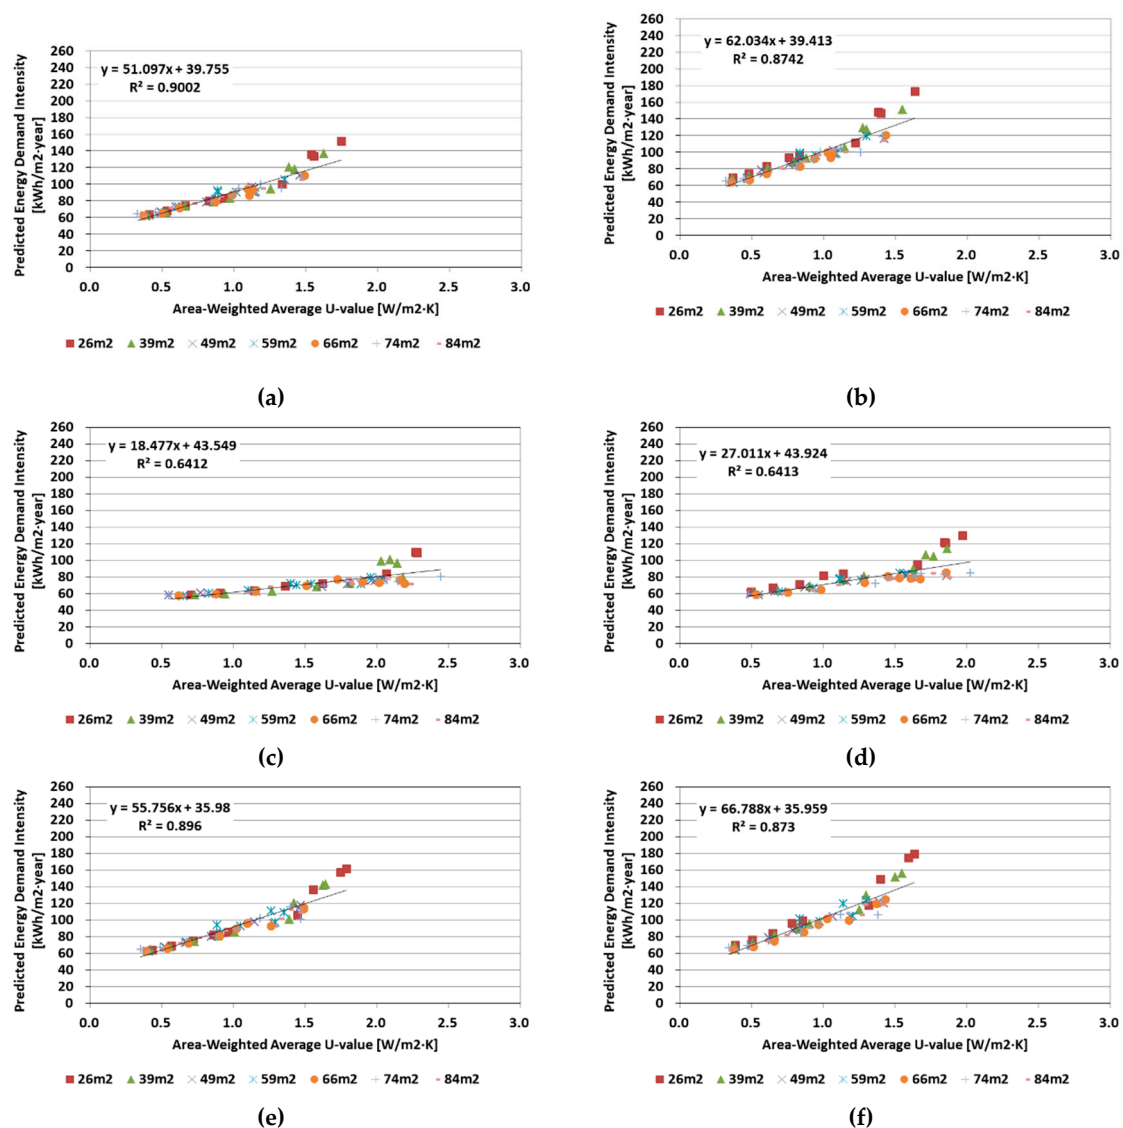 Predicted Energy Demand Intensity
[kWh/m2·year]
260
240
220
200
180
160
140
120
100
80
60
40
20
0
y = 51.097x + 39.755
R² = 0.9002
0.0 0.5 1.0 1.5 2.0 2.5 3.0
Area-Weighted Average U-value [W/m2·K]
26m2 39m2 49m2 59m2 66m2 74m2 84m2
(a)
Predicted Energy Demand Intensity
[kWh/m2·year]
260
240
220
200
180
160
140
120
100
80
60
40
20
0
y = 62.034x + 39.413
R² = 0.8742
0.0 0.5 1.0 1.5 2.0 2.5 3.0
Area-Weighted Average U-value [W/m2·K]
26m2 39m2 49m2 59m2 66m2 74m2 84m2
(b)
Predicted Energy Demand Intensity
[kWh/m2·year]
260
240
220
200
180
160
140
120
100
80
60
40
20
0
y = 18.477x + 43.549
R² = 0.6412
0.0 0.5 1.0 1.5 2.0 2.5 3.0
Area-Weighted Average U-value [W/m2·K]
26m2 39m2 49m2 59m2 66m2 74m2 84m2
(c)
Predicted Energy Demand Intensity
[kWh/m2·year]
260
240
220
200
180
160
140
120
100
80
60
40
20
0
y = 27.011x + 43.924
R² = 0.6413
0.0 0.5 1.0 1.5 2.0 2.5 3.0
Area-Weighted Average U-value [W/m2·K]
26m2 39m2 49m2 59m2 66m2 74m2 84m2
(d)
Predicted Energy Demand Intensity
[kWh/m2·year]
260
240
220
200
180
160
140
120
100
80
60
40
20
0
y = 55.756x + 35.98
R² = 0.896
0.0 0.5 1.0 1.5 2.0 2.5 3.0
Area-Weighted Average U-value [W/m2·K]
26m2 39m2 49m2 59m2 66m2 74m2 84m2
(e)
Predicted Energy Demand Intensity
[kWh/m2·year]
260
240
220
200
180
160
140
120
100
80
60
40
20
0
y = 66.788x + 35.959
R² = 0.873
0.0 0.5 1.0 1.5 2.0 2.5 3.0
Area-Weighted Average U-value [W/m2·K]
26m2 39m2 49m2 59m2 66m2 74m2 84m2
(f)